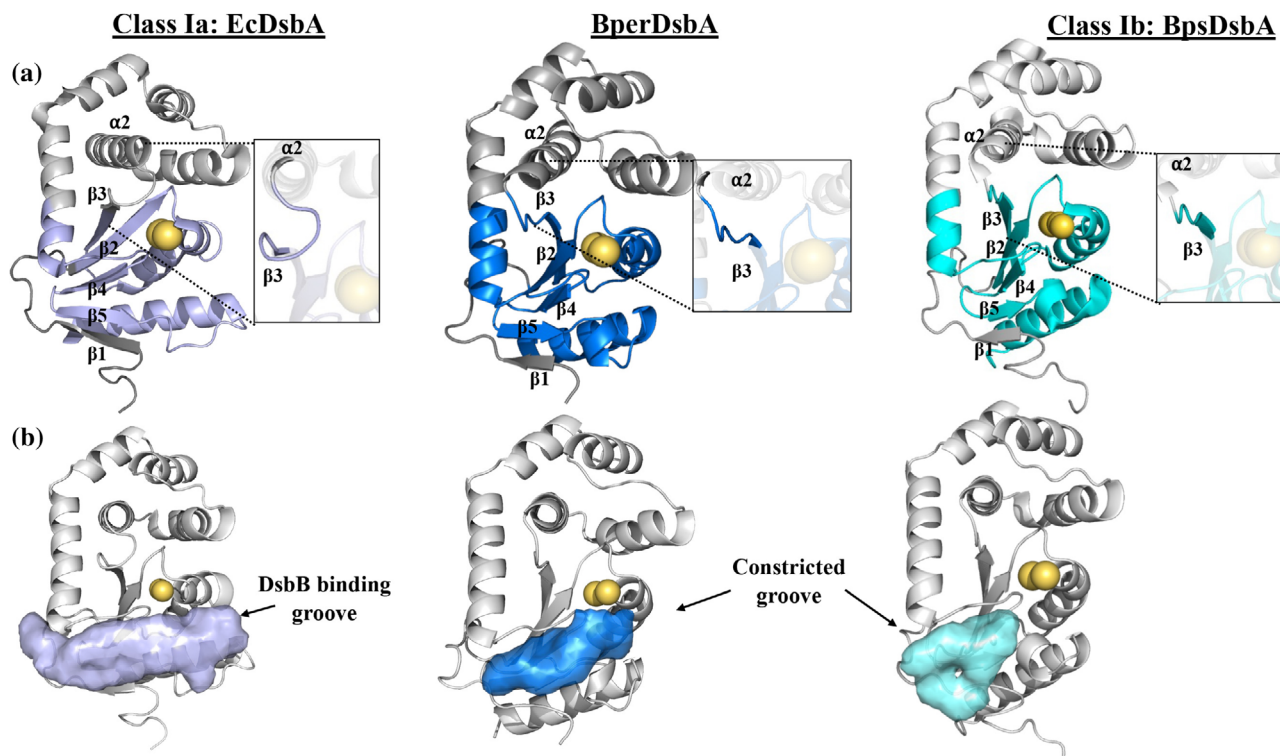 Class Ia: EcDsbA
BperDsbA
Class Ib: BpsDsbA
(a)
α2
β3
β2
β4
β5
β1
α2
β3
α2
β3
β2
β4
β5
β1
α2
β3
α2
β3
β2
β4
β5
β1
α2
β3
(b)
DsbB binding
groove
Constricted
groove